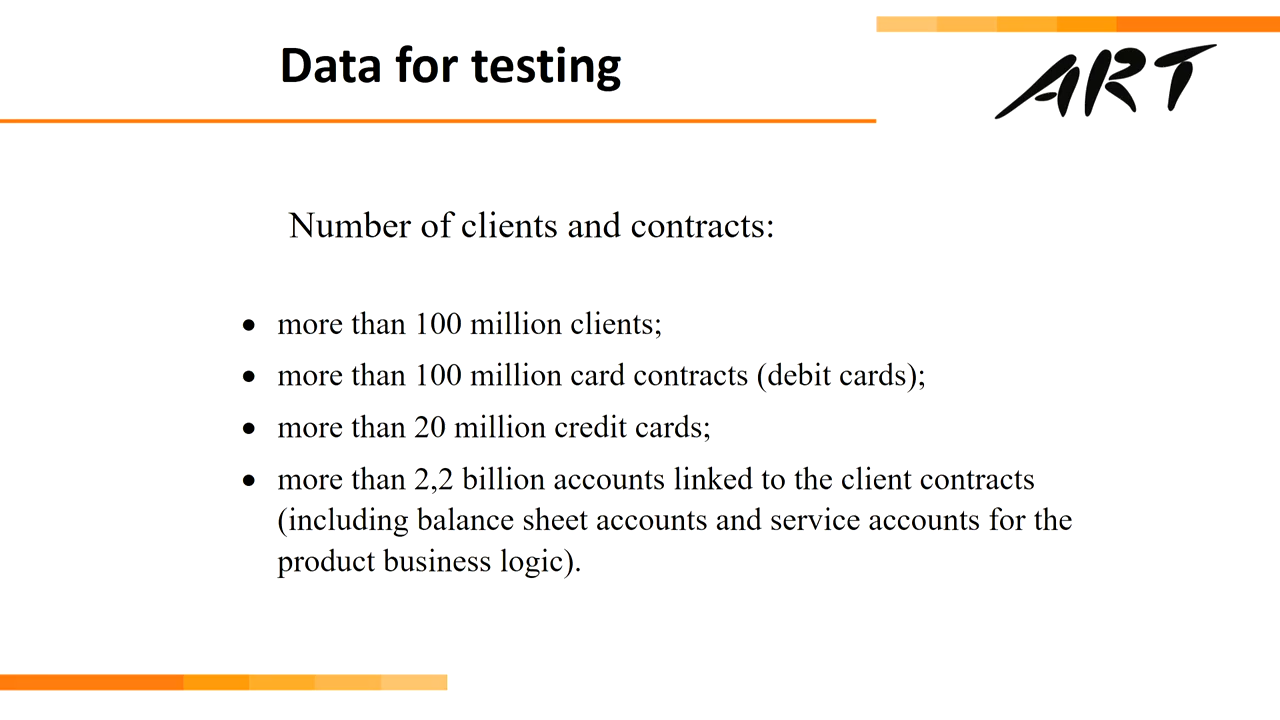 Data for testing
ART
Number of clients and contracts:
• more than 100 million clients;
• more than 100 million card contracts (debit cards);
• more than 20 million credit cards;
• more than 2,2 billion accounts linked to the client contracts
(including balance sheet accounts and service accounts for the
product business logic).